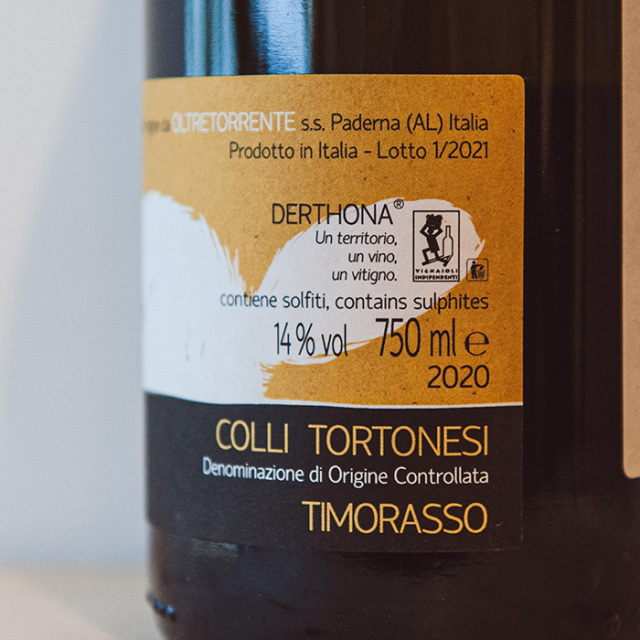 OLTRETORRENTE s.s. Paderna (AL) Italia
Prodotto in Italia - Lotto 1/2021
DERTHONA®
Un territorio,
un vino,
un vitigno.
VIGNAIOLI
INDIPENDENTI
contiene solfiti, contains sulphites
14% vol 750 ml e
2020
COLLI TORTONESI
Denominazione di Origine Controllata
TIMORASSO